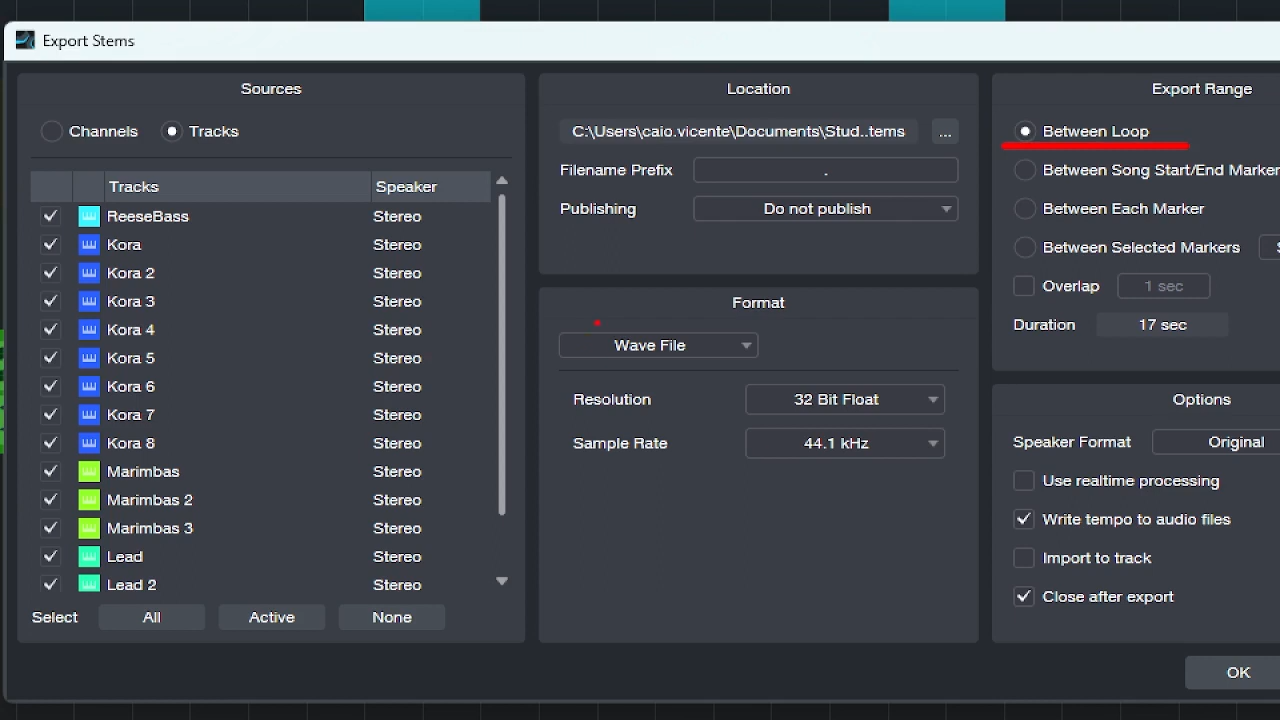 Export Stems
Sources
Channels
Tracks
Tracks Speaker
ReeseBass Stereo
Kora Stereo
Kora 2 Stereo
Kora 3 Stereo
Kora 4 Stereo
Kora 5 Stereo
Kora 6 Stereo
Kora 7 Stereo
Kora 8 Stereo
Marimbas Stereo
Marimbas 2 Stereo
Marimbas 3 Stereo
Lead Stereo
Lead 2 Stereo
Select All Active None
Location
C:\Users\caio.vicente\Documents\Stud..tems ...
Filename Prefix .
Publishing Do not publish
Format
Wave File
Resolution 32 Bit Float
Sample Rate 44.1 kHz
Export Range
Between Loop
Between Song Start/End Marker
Between Each Marker
Between Selected Markers
Overlap 1 sec
Duration 17 sec
Options
Speaker Format Original
Use realtime processing
Write tempo to audio files
Import to track
Close after export
OK